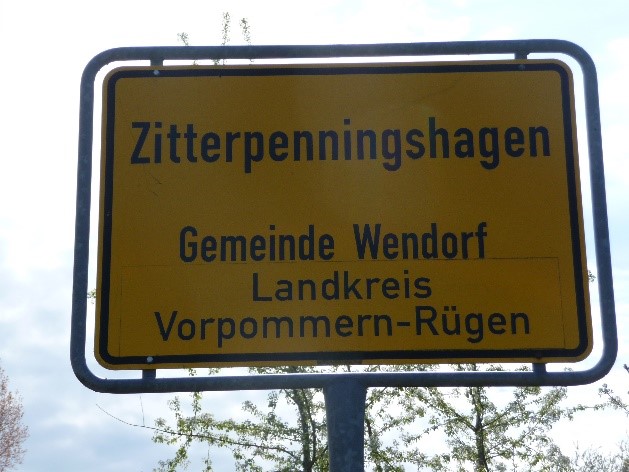 Zitterpenningshagen
Gemeinde Wendorf
Landkreis
Vorpommern-Rügen